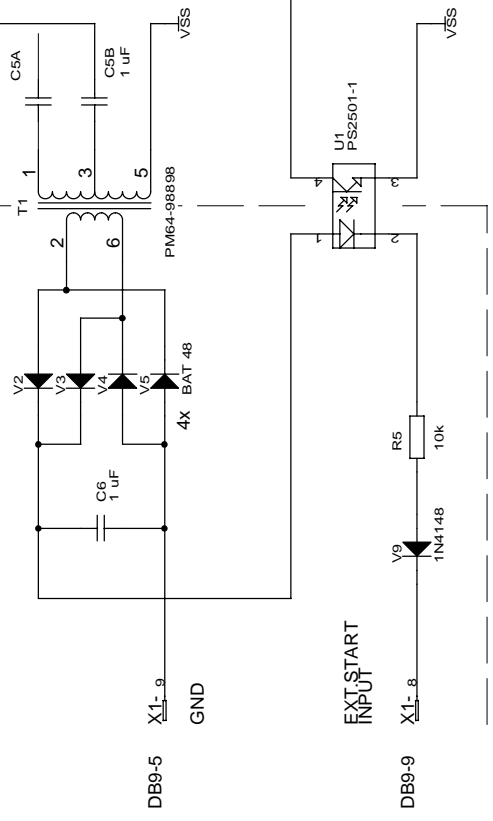 C5A
C5B
1 uF
VSS
VSS
T1
1
3
5
2
6
PM64-98898
U1
PS2501-1
4
3
1
2
V2
V3
V4
V5
BAT 48
4x
C6
1 uF
R5
10k
V9
1N4148
DB9-5
X1-
9
GND
EXT.START
INPUT
DB9-9
X1-
8